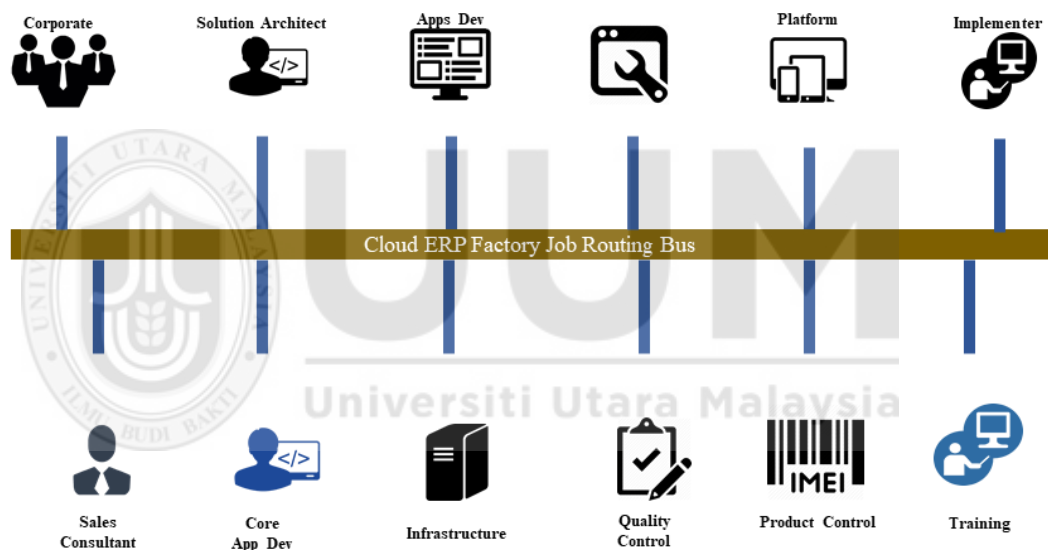 Corporate
Solution Architect
Apps Dev
Platform
Implementer
</>
UNIVERSITI UTARA MALAYSIA
UUM
Cloud ERP Factory Job Routing Bus
Universiti Utara Malaysia
ILMU BUDI BAKTI
</>
IMEI
Sales
Consultant
Core
App Dev
Infrastructure
Quality
Control
Product Control
Training